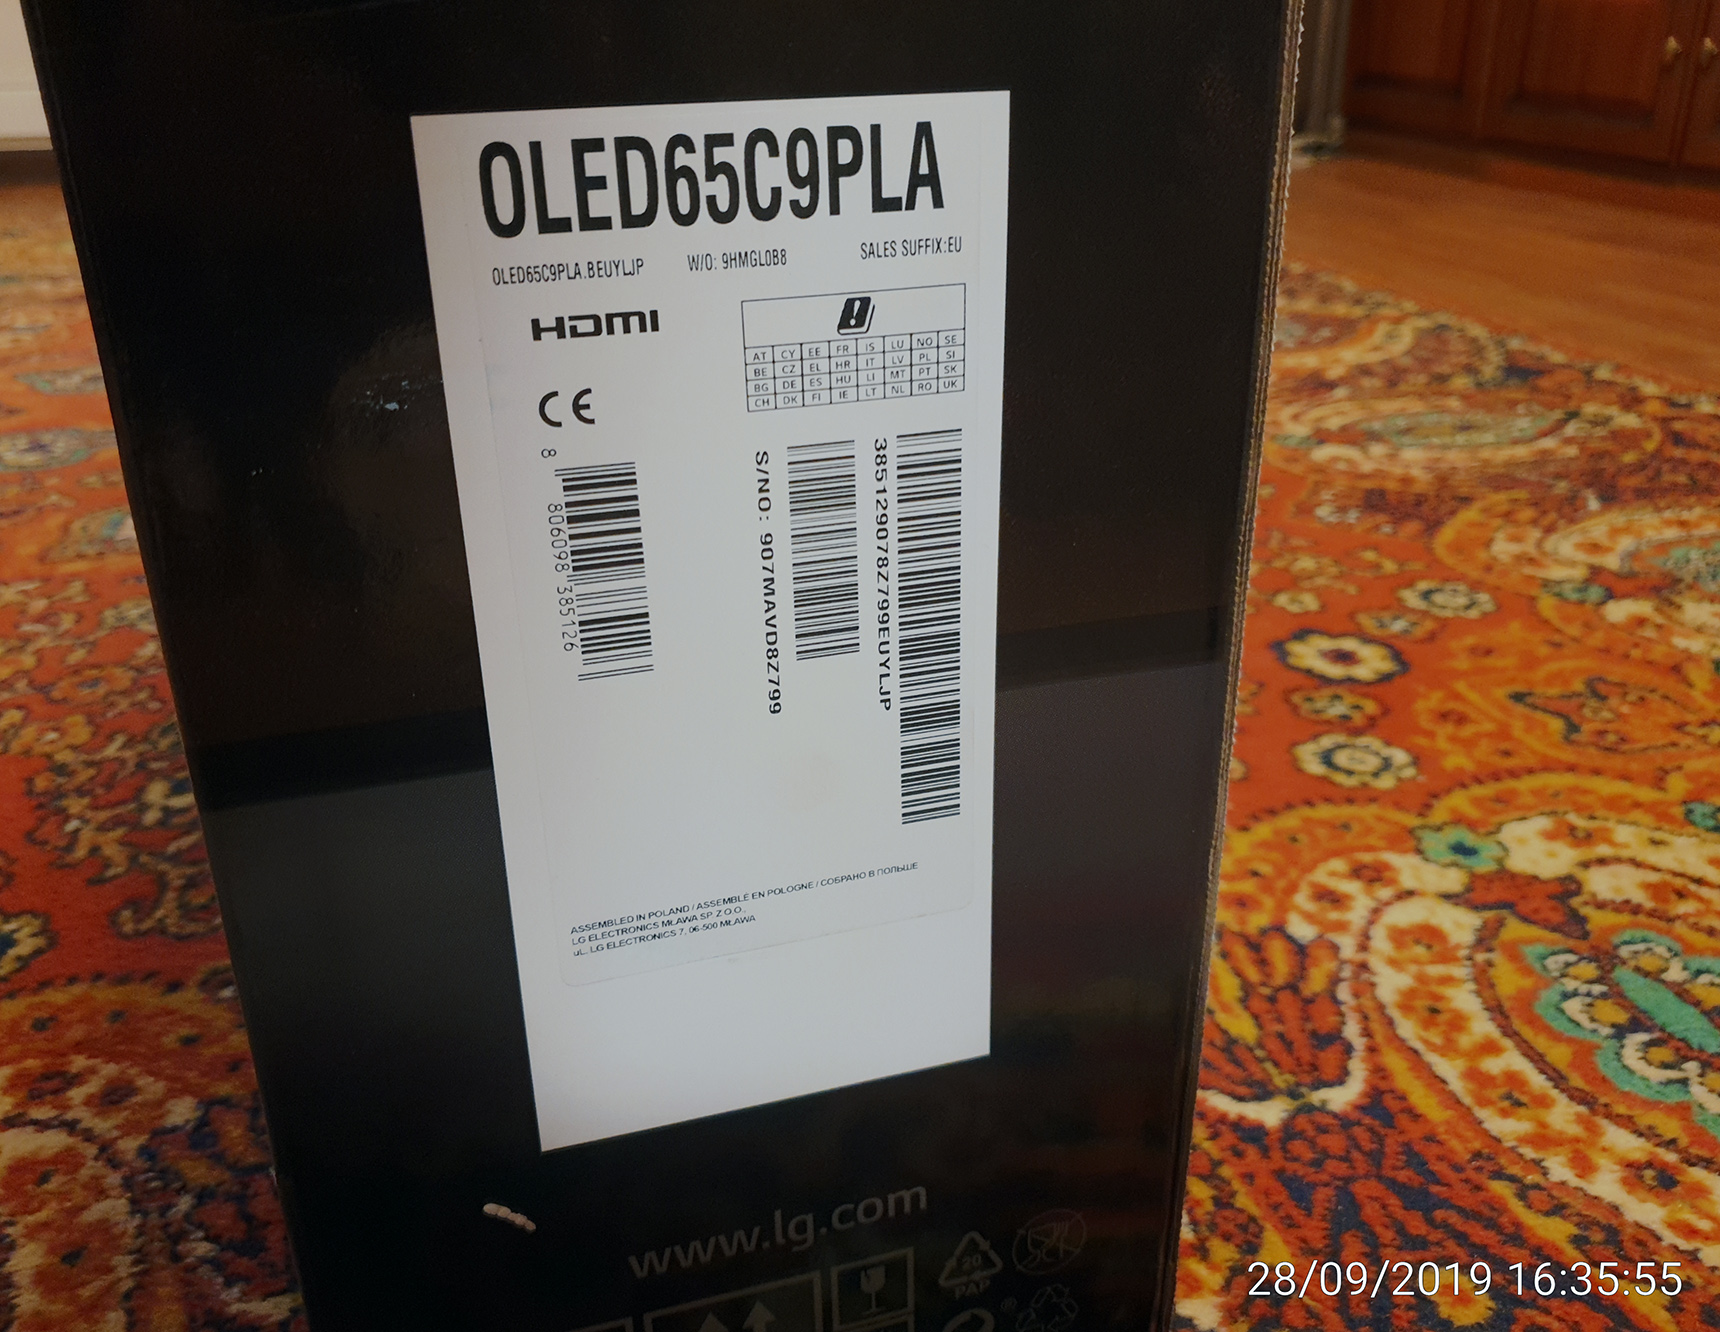 OLED65C9PLA
OLED65C9PLA.BEUYLJP W/O: 9HMGL0B8 SALES SUFFIX:EU
HDMI
AT CY EE FR IS LU NO SE
BE CZ EL HR IT LV PL SI
BG DE ES HU LI MT PT SK
CH DK FI IE LT NL RO UK
CE
8 806098 385126
S/NO: 907MAVD8Z799
385129078Z799EUYLJP
ASSEMBLED IN POLAND / ASSEMBLÉ EN POLOGNE / СОБРАНО В ПОЛЬШЕ
LG ELECTRONICS MŁAWA SP. Z O.O.,
uL. LG ELECTRONICS 7, 06-500 MŁAWA
www.lg.com
20
PAP
28/09/2019 16:35:55